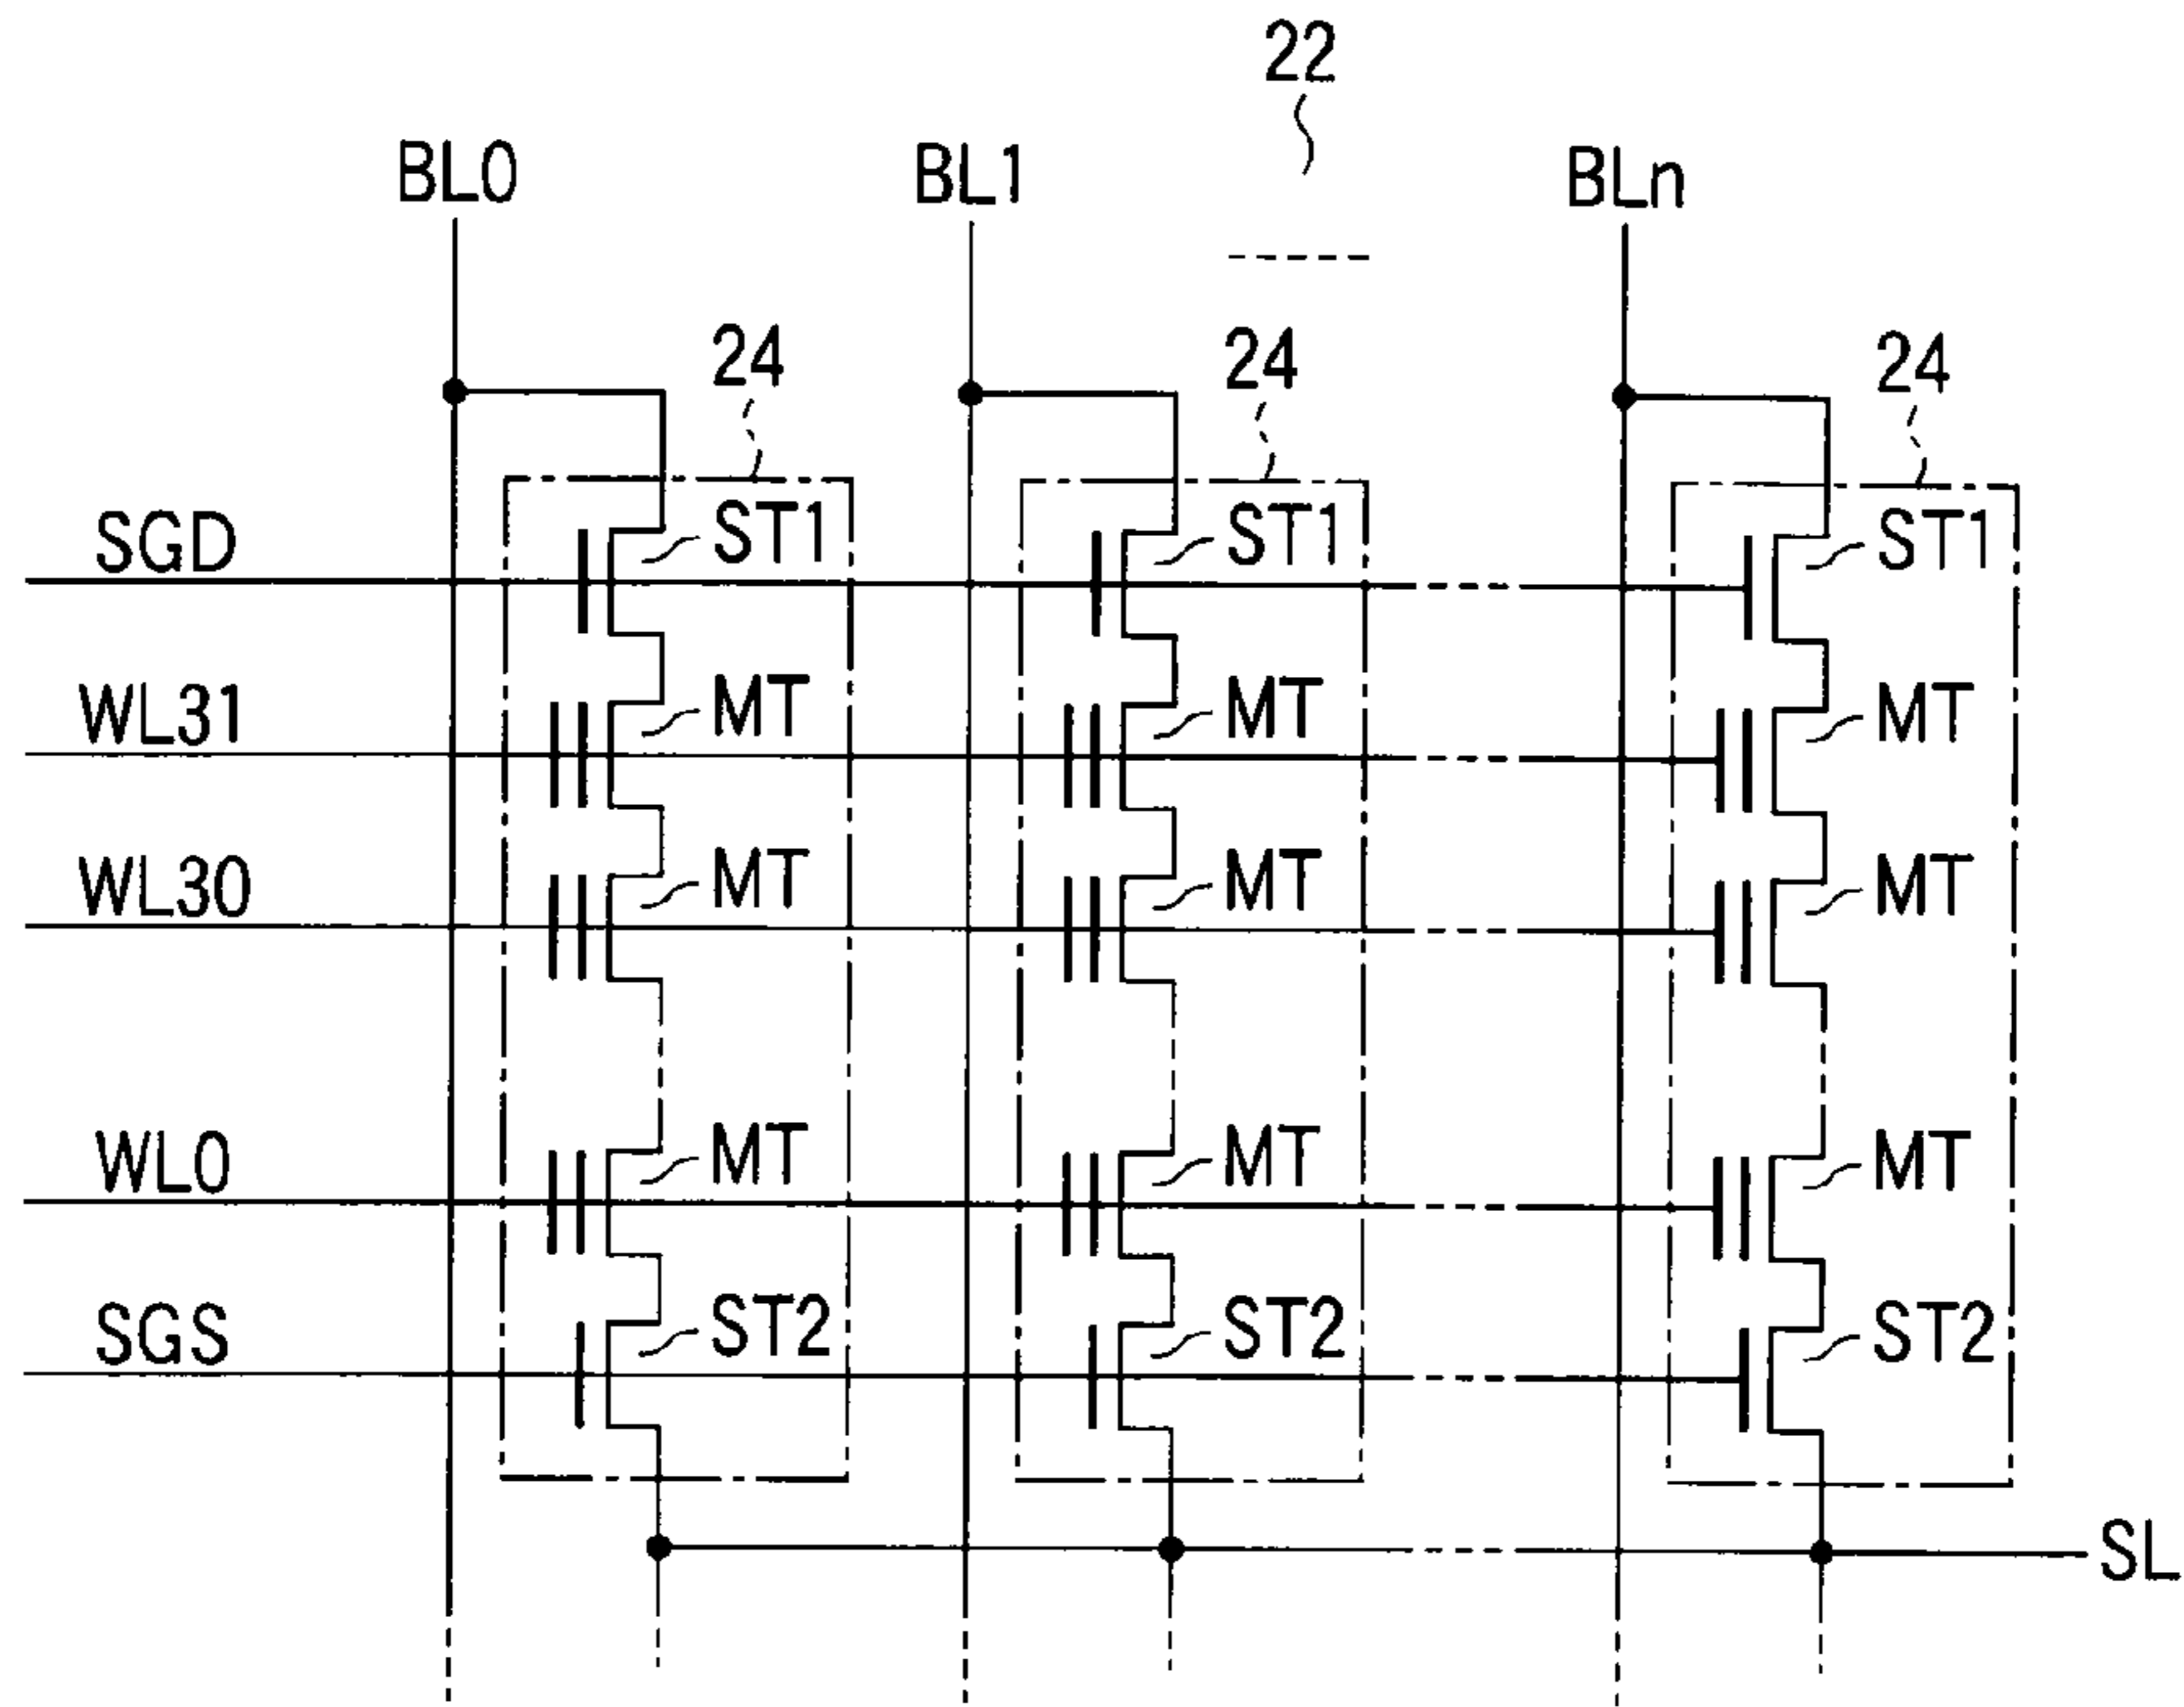 22
BL0 BL1 BLn
24 24 24
SGD ST1 ST1 ST1
WL31 MT MT MT
WL30 MT MT MT
WL0 MT MT MT
SGS ST2 ST2 ST2
SL